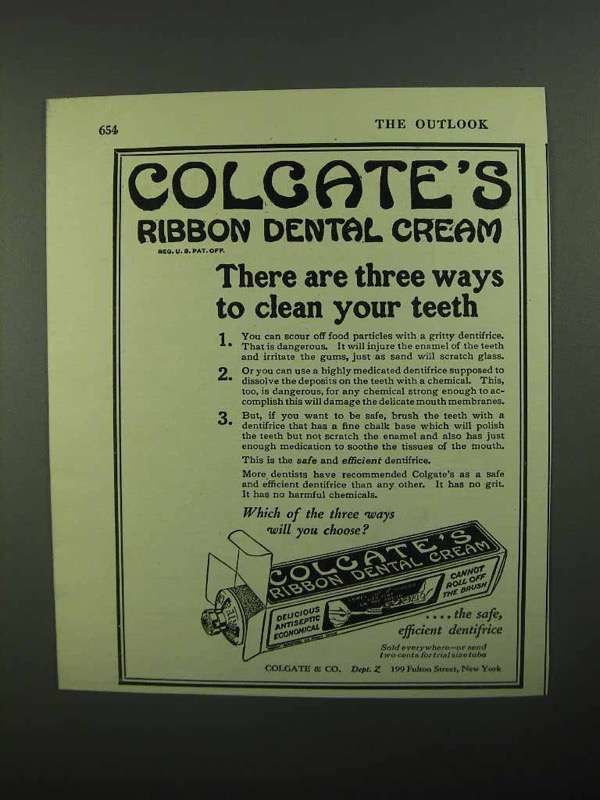 654
THE OUTLOOK
COLGATE'S
RIBBON DENTAL CREAM
REG. U. S. PAT. OFF.
There are three ways
to clean your teeth
1. You can scour off food particles with a gritty dentifrice.
That is dangerous. It will injure the enamel of the teeth
and irritate the gums, just as sand will scratch glass.
2. Or you can use a highly medicated dentifrice supposed to
dissolve the deposits on the teeth with a chemical. This,
too, is dangerous, for any chemical strong enough to ac-
complish this will damage the delicate mouth membranes.
3. But, if you want to be safe, brush the teeth with a
dentifrice that has a fine chalk base which will polish
the teeth but not scratch the enamel and also has just
enough medication to soothe the tissues of the mouth.
This is the safe and efficient dentifrice.
More dentists have recommended Colgate's as a safe
and efficient dentifrice than any other. It has no grit.
It has no harmful chemicals.
Which of the three ways
will you choose?
COLGATE'S
RIBBON DENTAL CREAM
DELICIOUS
ANTISEPTIC
ECONOMICAL
CANNOT
ROLL OFF
THE BRUSH
.... the safe,
efficient dentifrice
Sold everywhere—or send
two cents for trial size tube
COLGATE & CO. Dept. Z 199 Fulton Street, New York